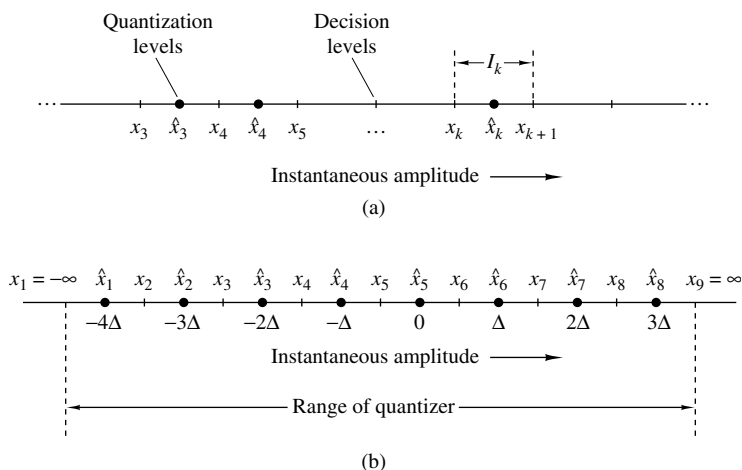 Quantization Decision
levels levels
I_k
... ...
x_3 x̂_3 x_4 x̂_4 x_5 ... x_k x̂_k x_{k+1}
Instantaneous amplitude
(a)
x_1 = −∞ x̂_1 x_2 x̂_2 x_3 x̂_3 x_4 x̂_4 x_5 x̂_5 x_6 x̂_6 x_7 x̂_7 x_8 x̂_8 x_9 = ∞
−4Δ −3Δ −2Δ −Δ 0 Δ 2Δ 3Δ
Instantaneous amplitude
Range of quantizer
(b)